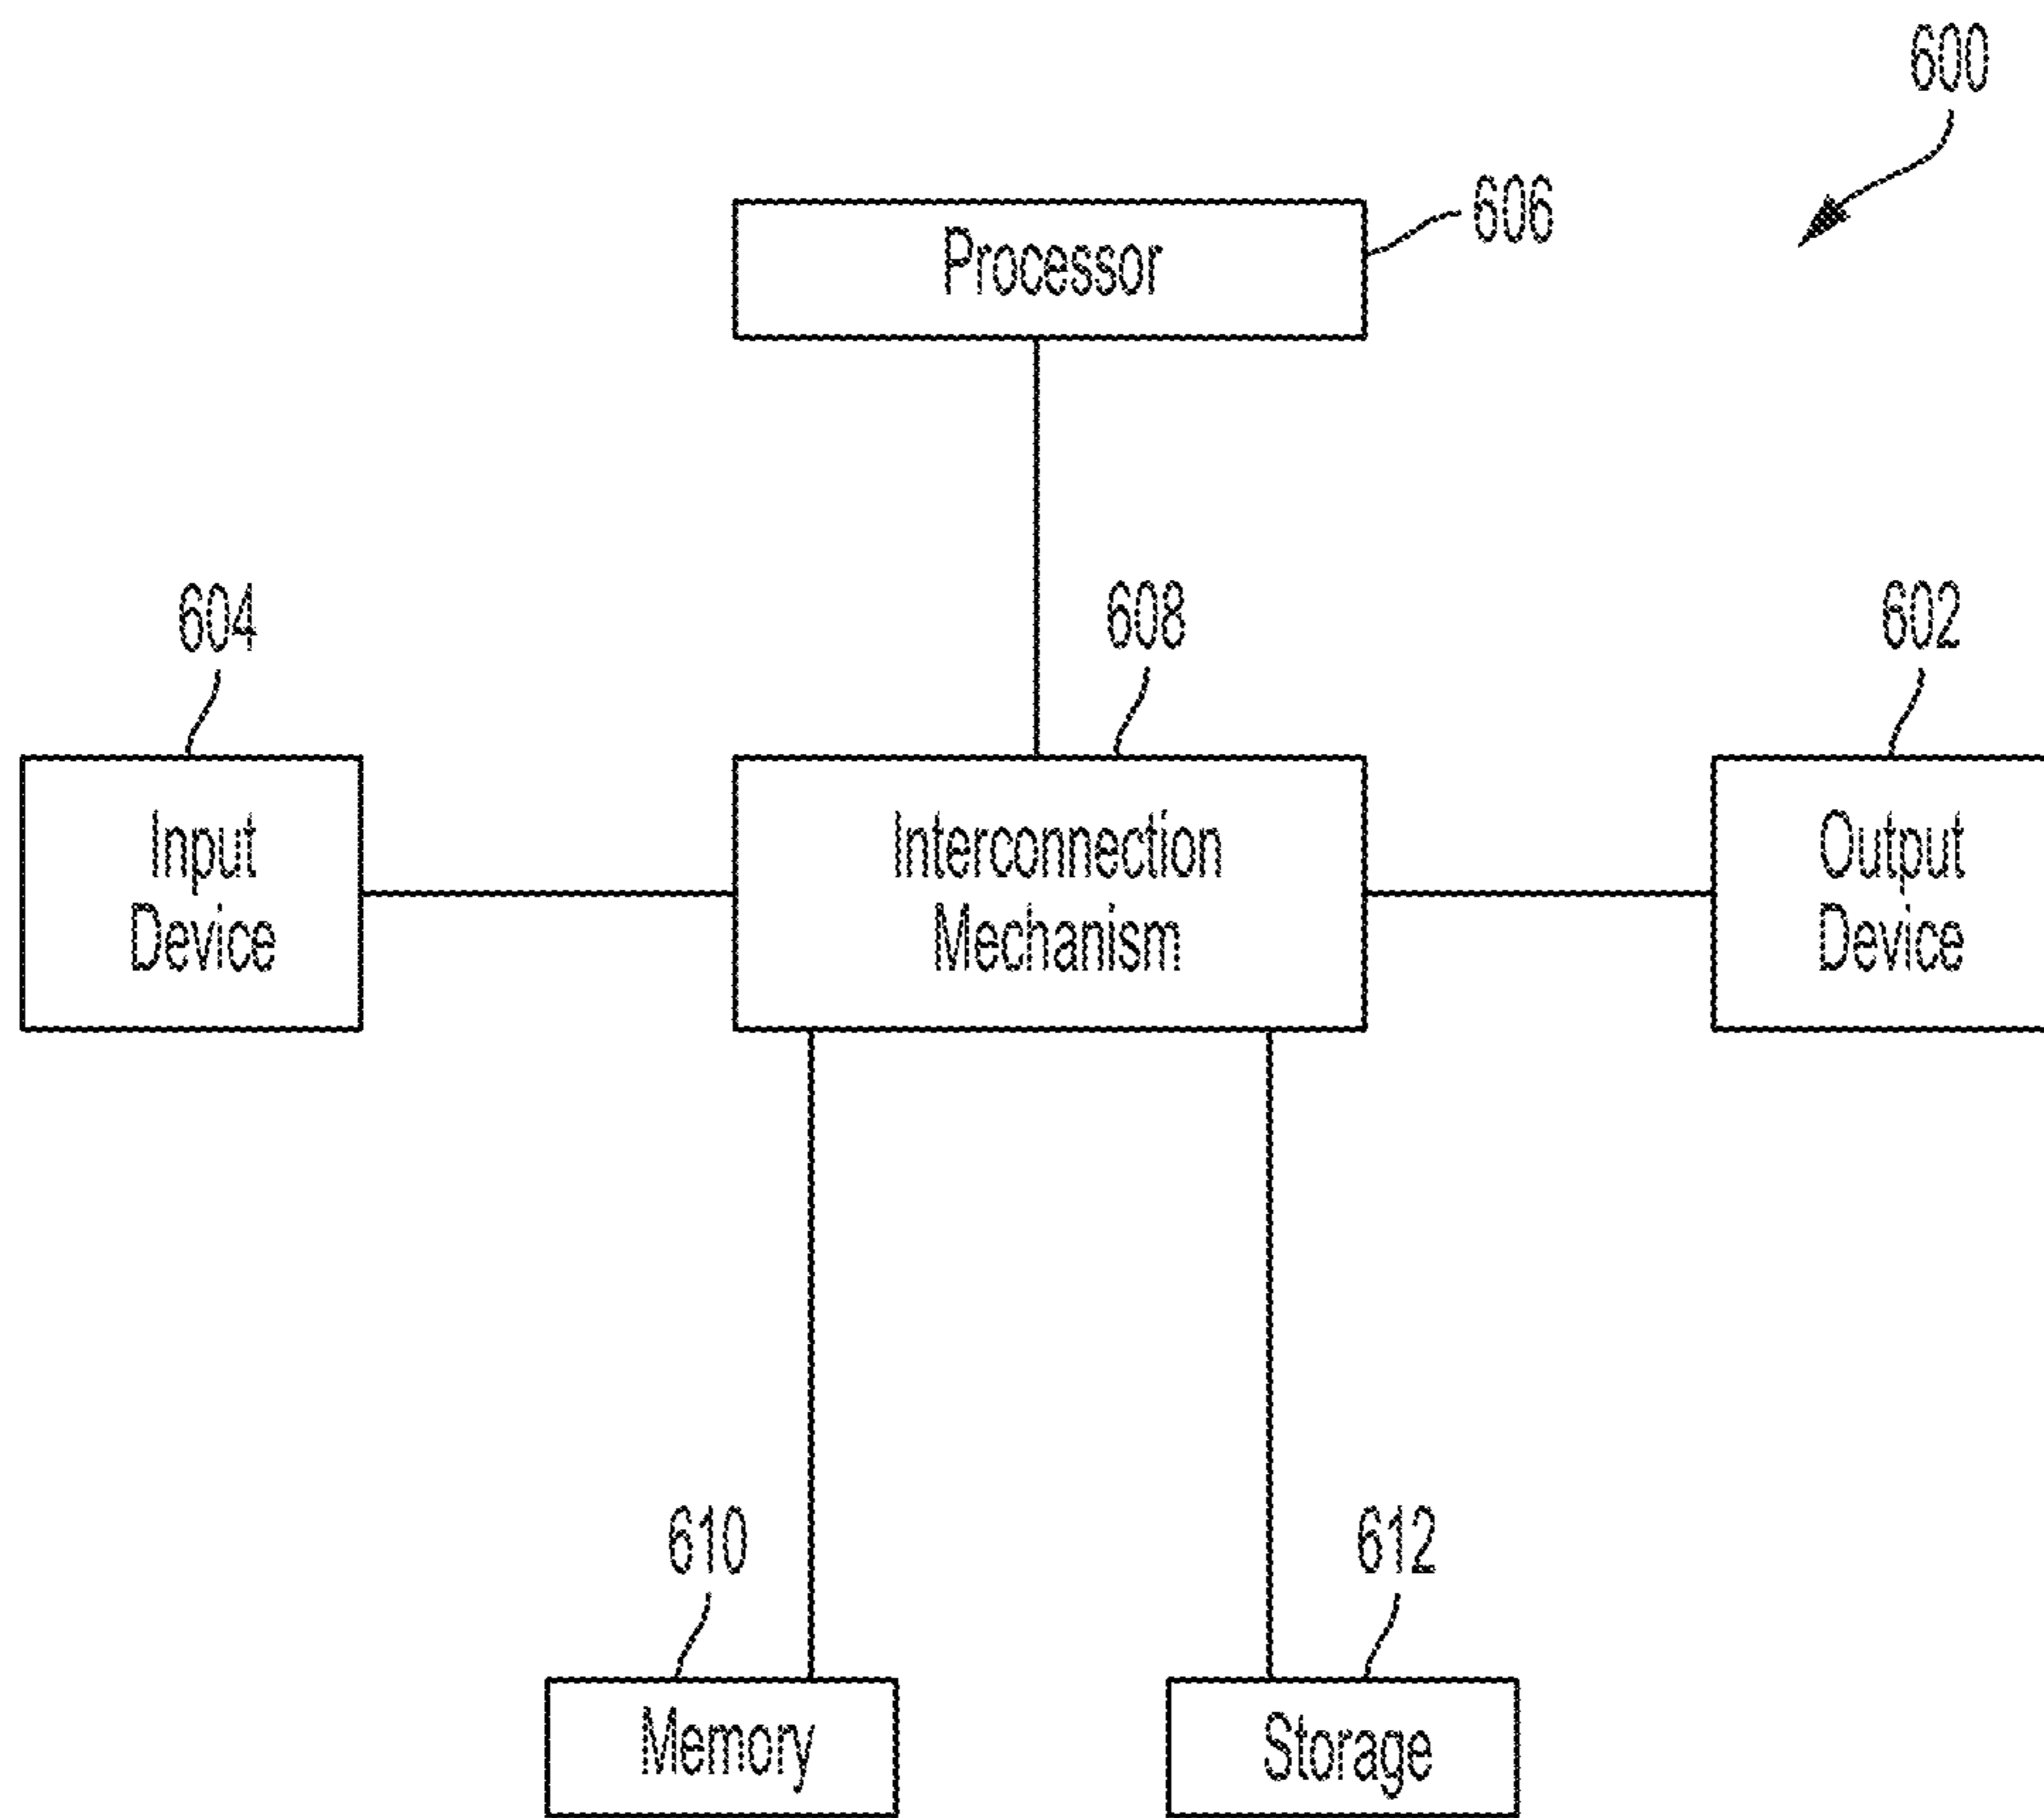 600
606
Processor
604
608
602
Input
Device
Interconnection
Mechanism
Output
Device
610
612
Memory
Storage